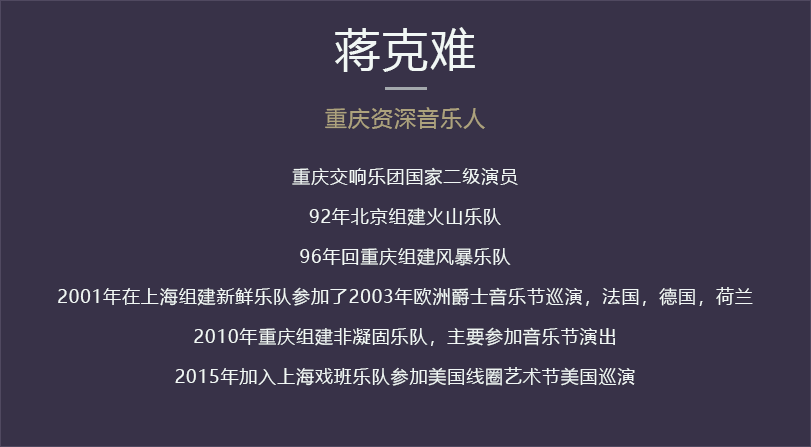 蒋克难
重庆资深音乐人
重庆交响乐团国家二级演员
92年北京组建火山乐队
96年回重庆组建风暴乐队
2001年在上海组建新鲜乐队参加了2003年欧洲爵士音乐节巡演，法国，德国，荷兰
2010年重庆组建非凝固乐队，主要参加音乐节演出
2015年加入上海戏班乐队参加美国线圈艺术节美国巡演